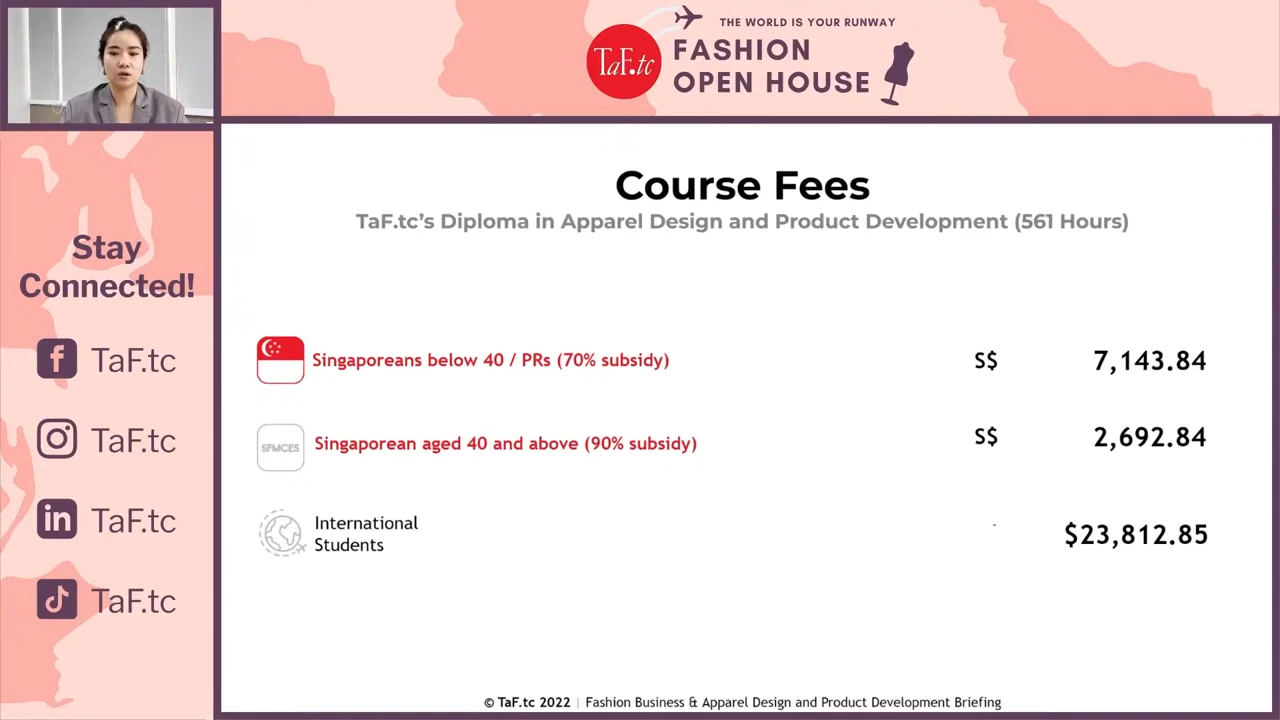 THE WORLD IS YOUR RUNWAY
TaF.tc
FASHION
OPEN HOUSE
Stay
Connected!
TaF.tc
TaF.tc
TaF.tc
TaF.tc
Course Fees
TaF.tc’s Diploma in Apparel Design and Product Development (561 Hours)
Singaporeans below 40 / PRs (70% subsidy) S$ 7,143.84
SFMCES Singaporean aged 40 and above (90% subsidy) S$ 2,692.84
International
Students
$23,812.85
© TaF.tc 2022 | Fashion Business & Apparel Design and Product Development Briefing